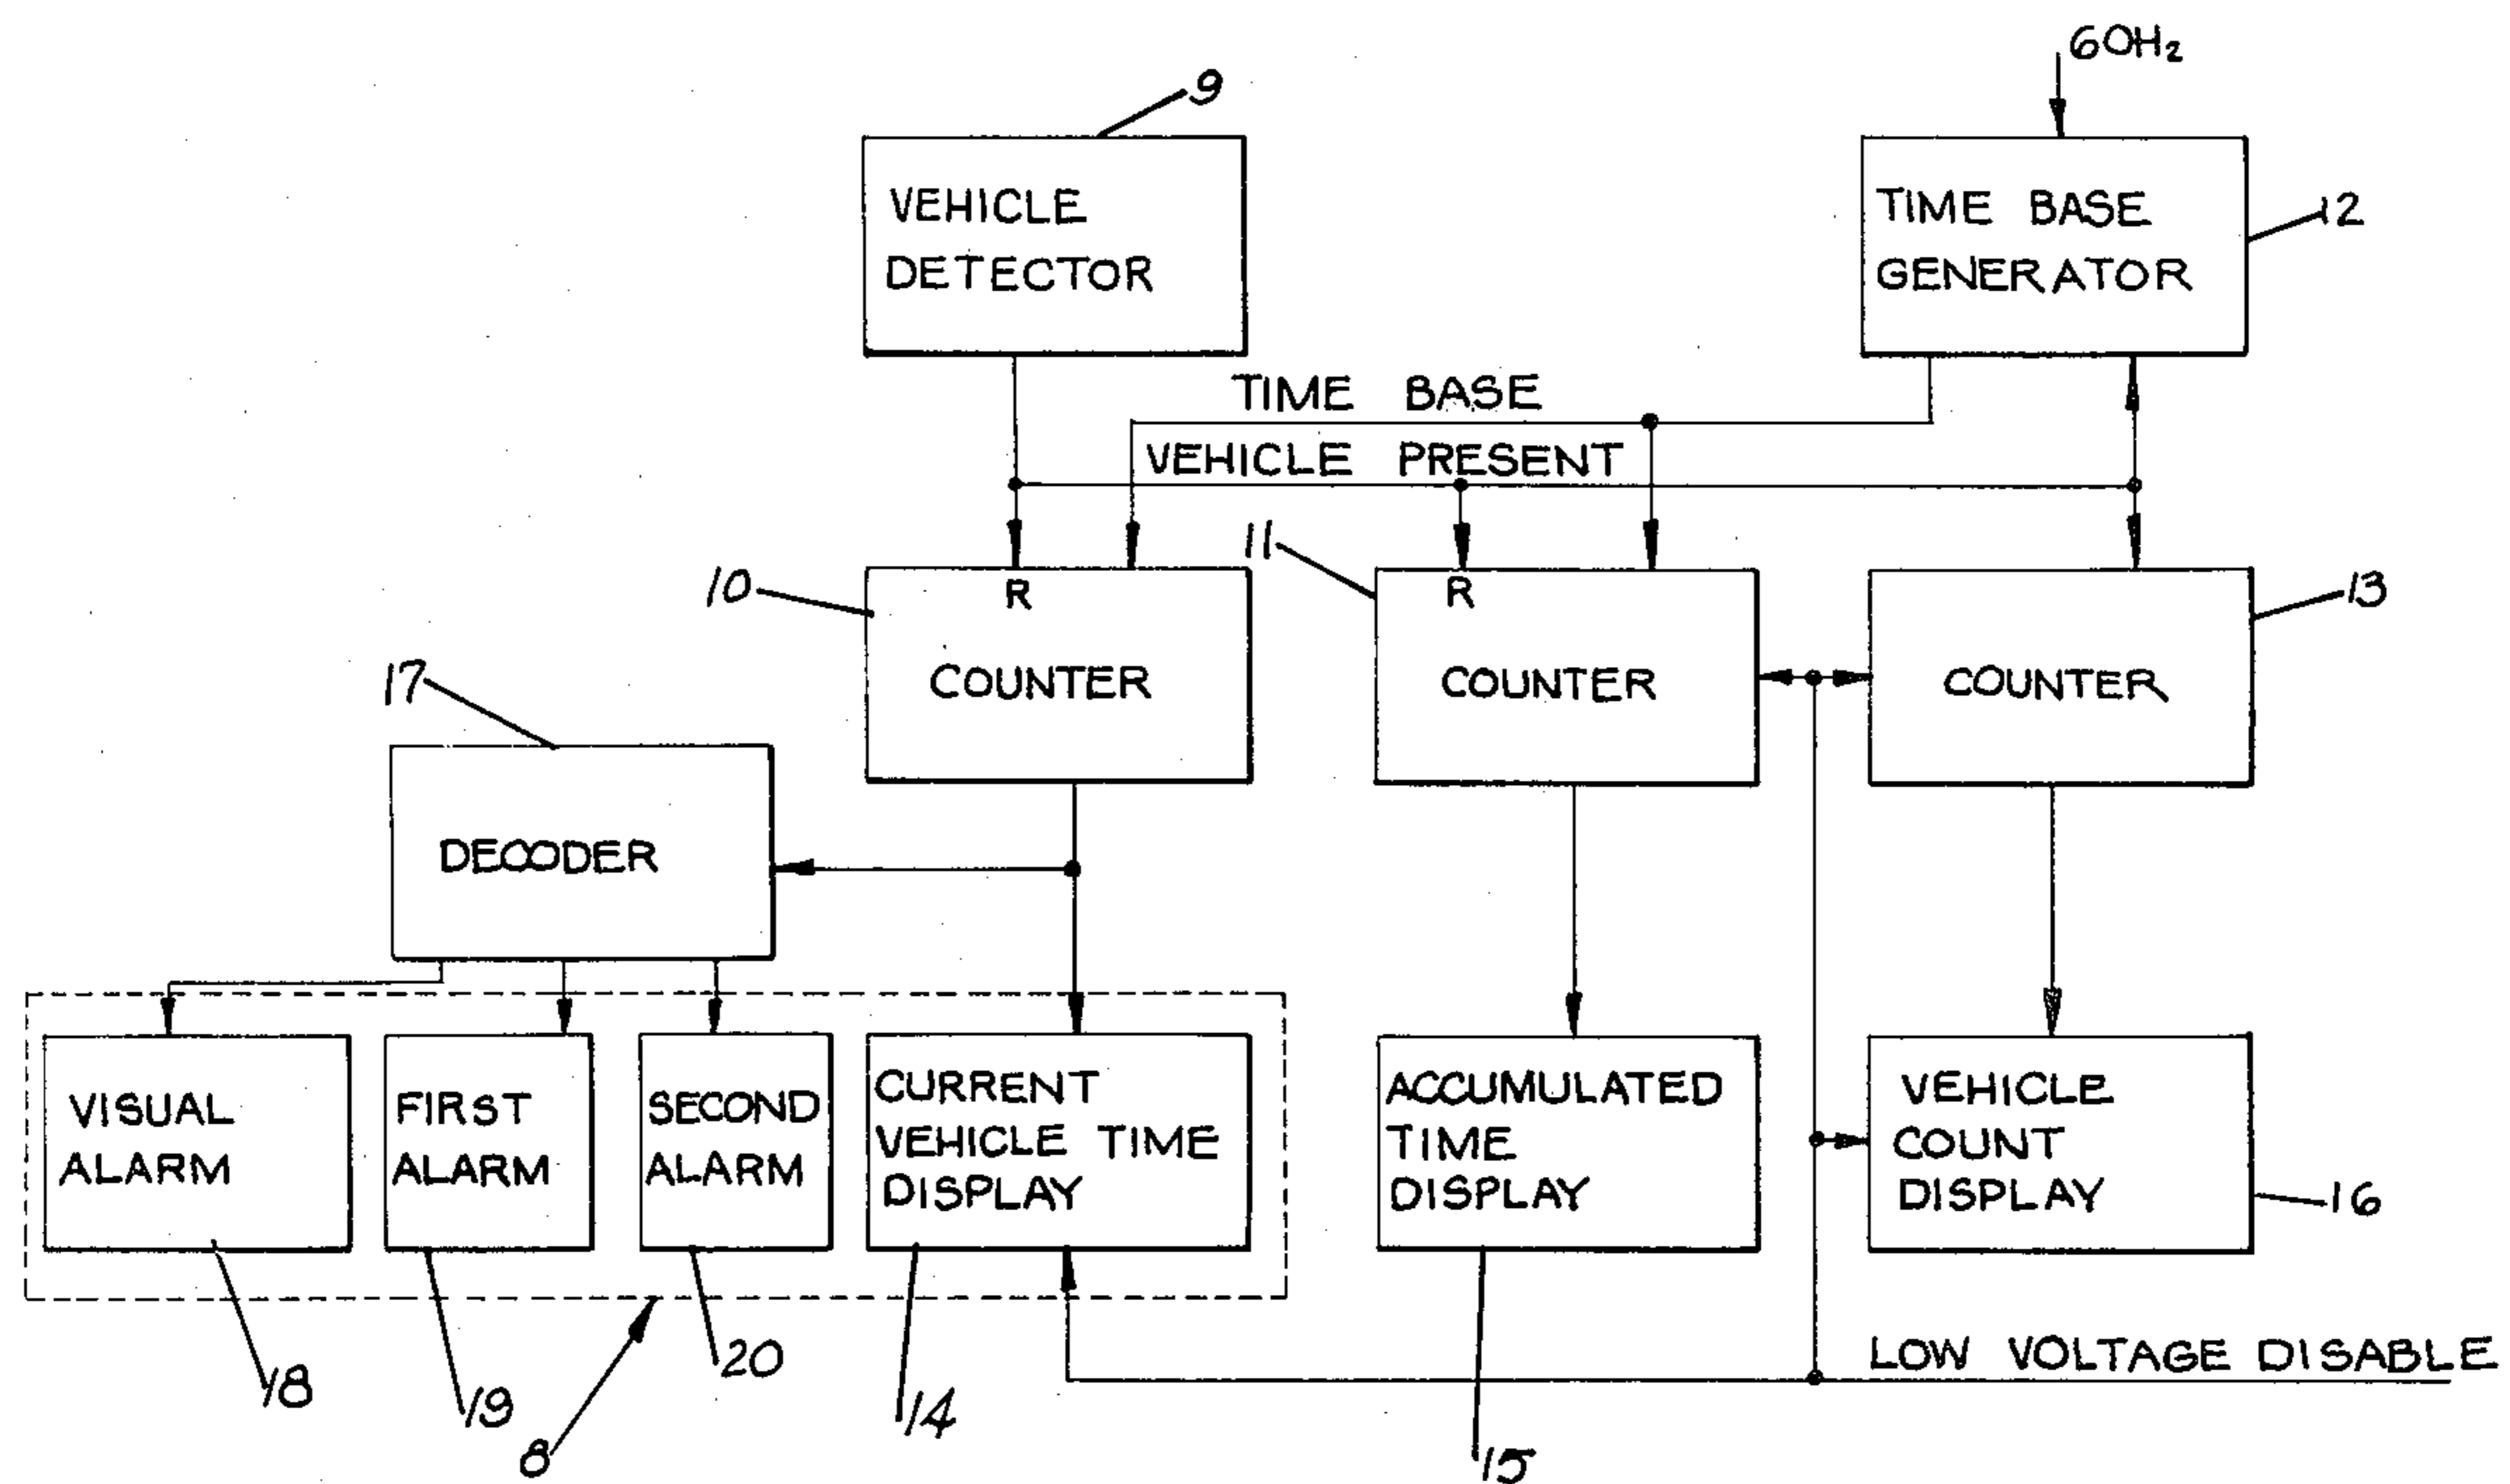 60Hz
9
VEHICLE
DETECTOR
TIME BASE
GENERATOR
12
TIME BASE
VEHICLE PRESENT
10
R
COUNTER
11
R
COUNTER
13
COUNTER
17
DECODER
VISUAL
ALARM
FIRST
ALARM
SECOND
ALARM
CURRENT
VEHICLE TIME
DISPLAY
ACCUMULATED
TIME
DISPLAY
VEHICLE
COUNT
DISPLAY
16
18
19
8
20
14
15
LOW VOLTAGE DISABLE